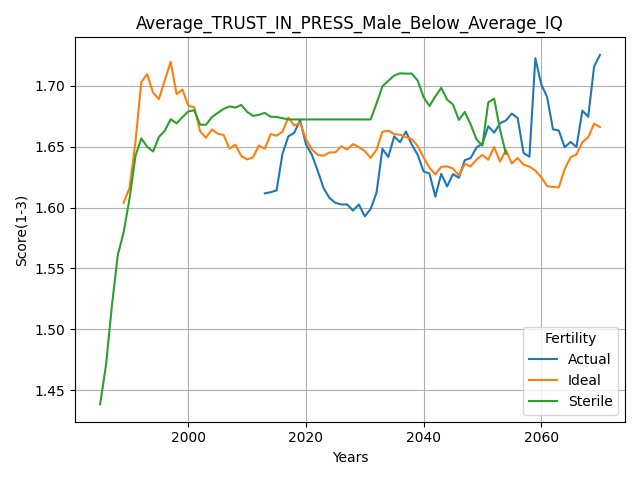 Average_TRUST_IN_PRESS_Male_Below_Average_IQ
Score(1-3)
1.70
1.65
1.60
1.55
1.50
1.45
2000
2020
2040
2060
Years
Fertility
Actual
Ideal
Sterile